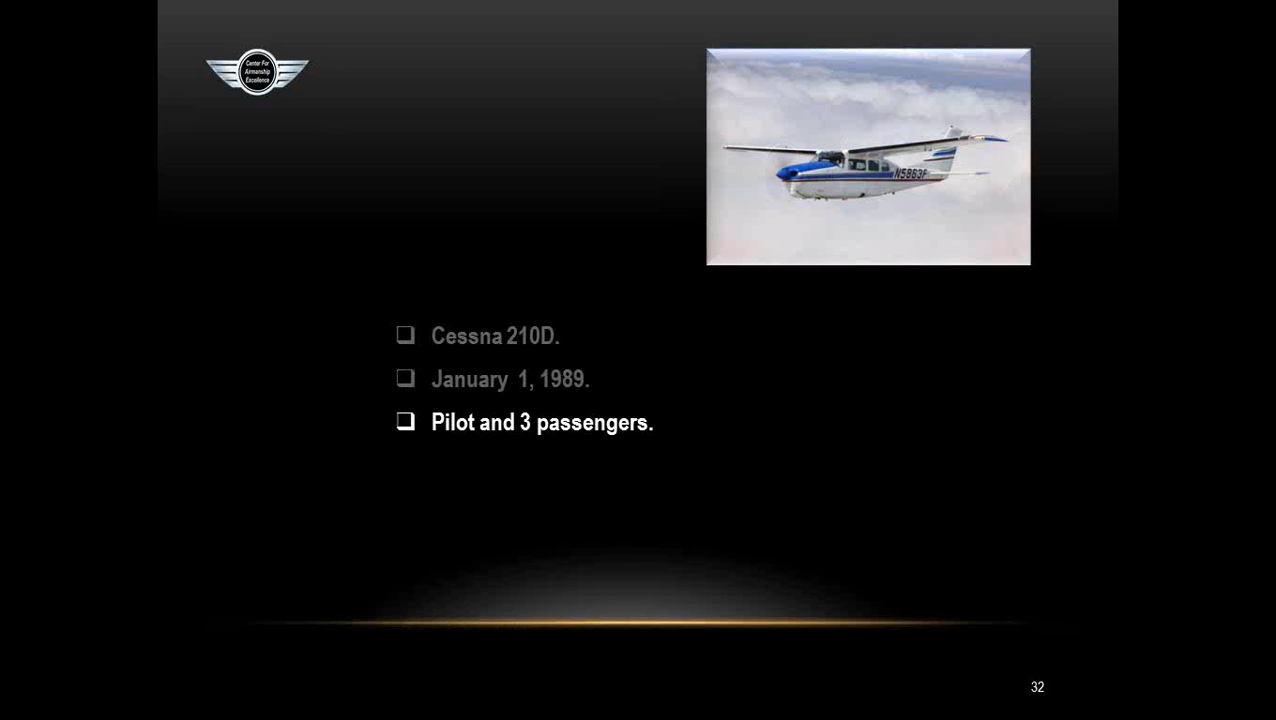 Center For
Airmanship
Excellence
N5863F
❑ Cessna 210D.
❑ January 1, 1989.
❑ Pilot and 3 passengers.
32